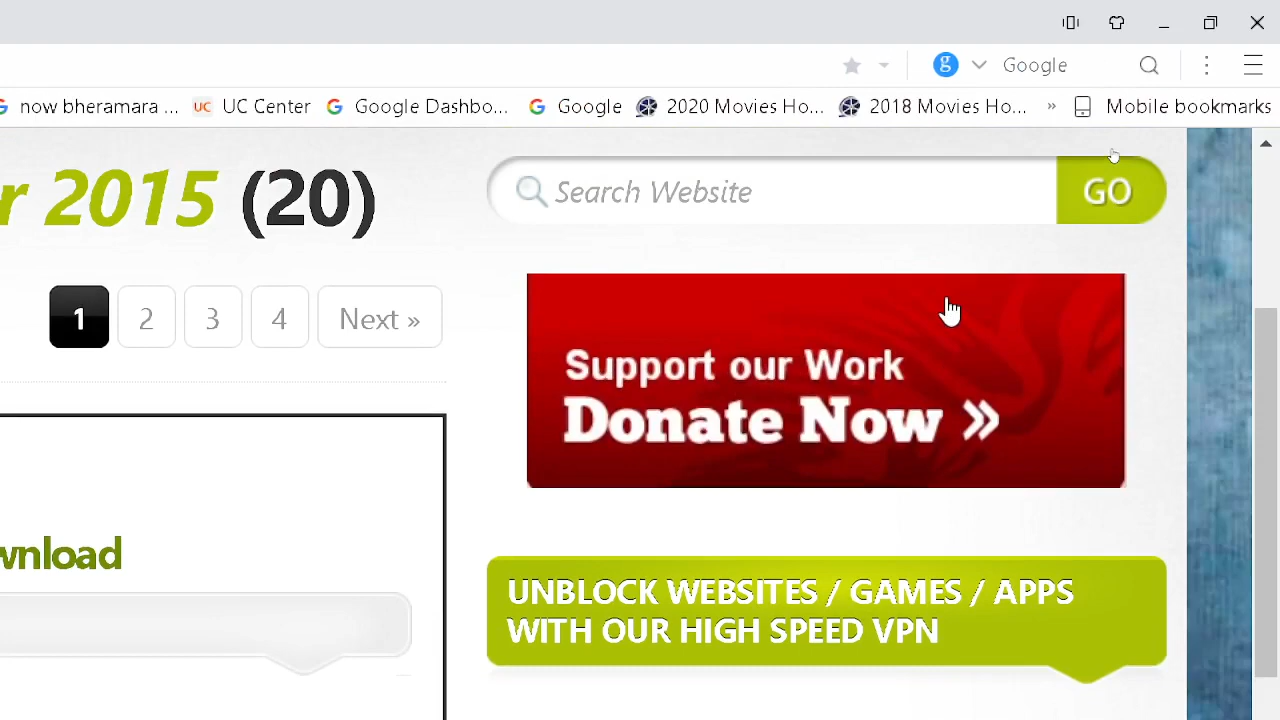 Google
now bheramara ... UC UC Center Google Dashbo... Google 2020 Movies Ho... 2018 Movies Ho... » Mobile bookmarks
r 2015 (20)
Search Website
GO
1 2 3 4 Next »
Support our Work
Donate Now »
wnload
UNBLOCK WEBSITES / GAMES / APPS
WITH OUR HIGH SPEED VPN